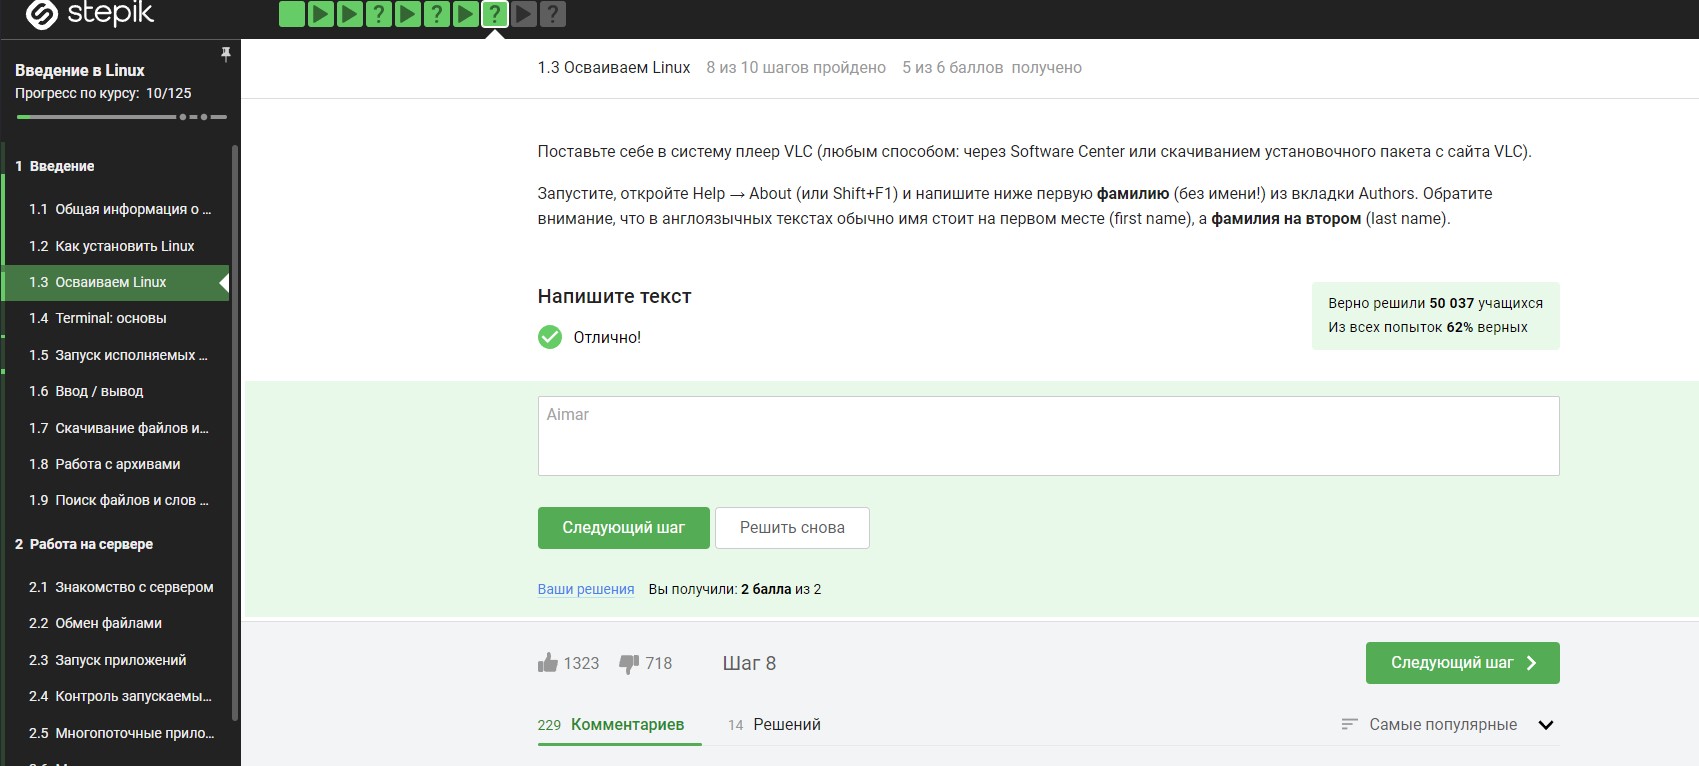 stepik
Введение в Linux
Прогресс по курсу: 10/125
1 Введение
1.1 Общая информация о ...
1.2 Как установить Linux
1.3 Осваиваем Linux
1.4 Terminal: основы
1.5 Запуск исполняемых ...
1.6 Ввод / вывод
1.7 Скачивание файлов и...
1.8 Работа с архивами
1.9 Поиск файлов и слов ...
2 Работа на сервере
2.1 Знакомство с сервером
2.2 Обмен файлами
2.3 Запуск приложений
2.4 Контроль запускаемы...
2.5 Многопоточные прило...
1.3 Осваиваем Linux 8 из 10 шагов пройдено 5 из 6 баллов получено
Поставьте себе в систему плеер VLC (любым способом: через Software Center или скачиванием установочного пакета с сайта VLC).
Запустите, откройте Help → About (или Shift+F1) и напишите ниже первую фамилию (без имени!) из вкладки Authors. Обратите
внимание, что в англоязычных текстах обычно имя стоит на первом месте (first name), а фамилия на втором (last name).
Напишите текст
Отлично!
Верно решили 50 037 учащихся
Из всех попыток 62% верных
Aimar
Следующий шаг Решить снова
Ваши решения Вы получили: 2 балла из 2
1323 718 Шаг 8 Следующий шаг
229 Комментариев 14 Решений Самые популярные